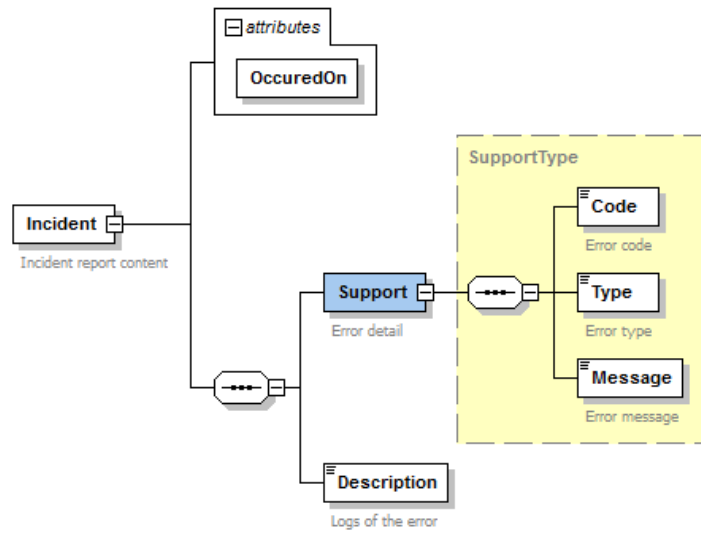 attributes
OccuredOn
SupportType
Code
Error code
Incident
Incident report content
Support
Error detail
Type
Error type
Message
Error message
Description
Logs of the error